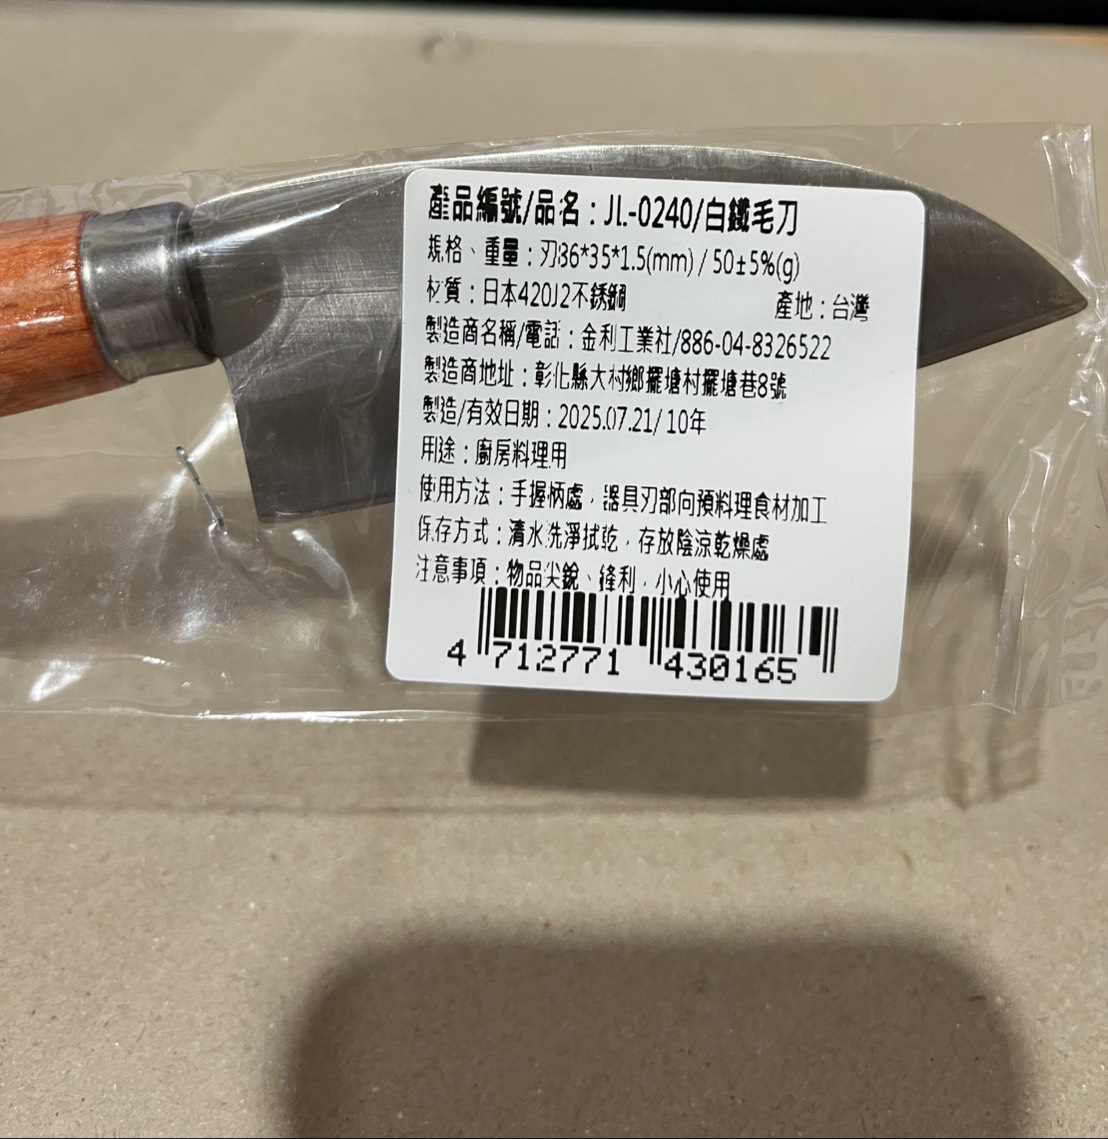 產品編號/品名：JL-0240/白鐵毛刀
規格、重量：刃86*35*1.5(mm) / 50±5%(g)
材質：日本420J2不銹鋼 產地：台灣
製造商名稱/電話：金利工業社/886-04-8326522
製造商地址：彰化縣大村鄉擺塘村擺塘巷8號
製造/有效日期：2025.07.21/ 10年
用途：廚房料理用
使用方法：手握柄處，器具刃部向預料理食材加工
保存方式：清水洗淨拭乾，存放陰涼乾燥處
注意事項：物品尖銳、鋒利，小心使用
4 712771 430165